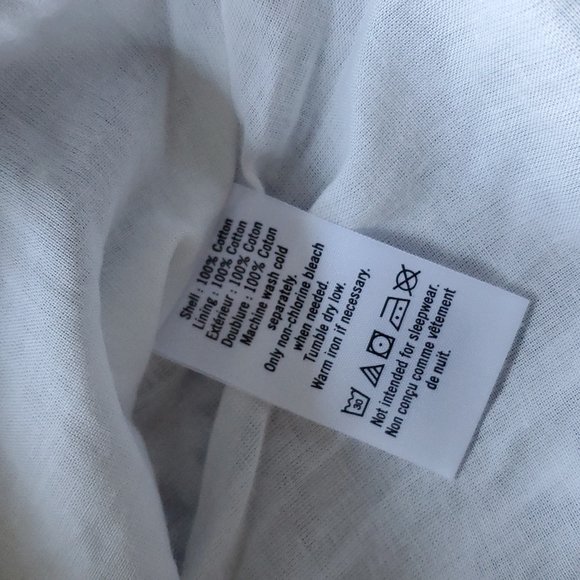 Shell : 100% Cotton
Lining : 100% Cotton
Extérieur : 100% Coton
Doublure : 100% Coton
Machine wash cold
separately.
Only non-chlorine bleach
when needed.
Tumble dry low.
Warm iron if necessary.
30
Not intended for sleepwear.
Non conçu comme vêtement
de nuit.